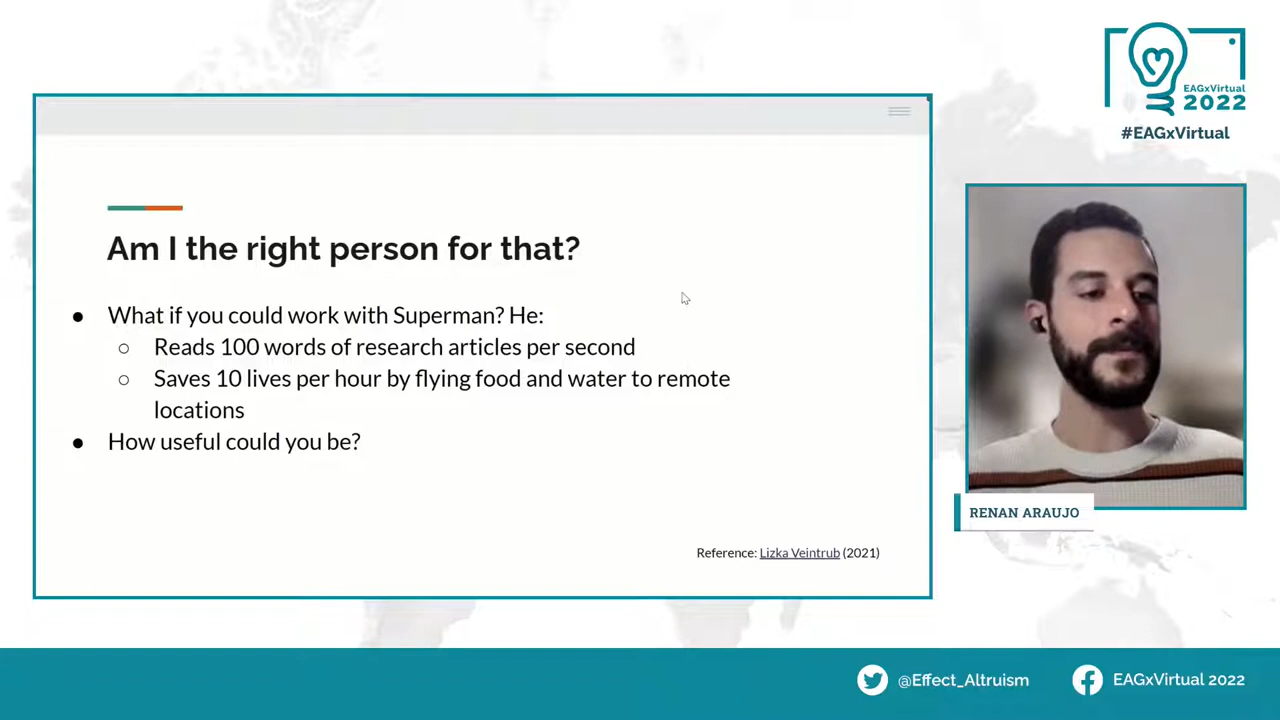 EAGxVirtual
2022
#EAGxVirtual
Am I the right person for that?
● What if you could work with Superman? He:
○ Reads 100 words of research articles per second
○ Saves 10 lives per hour by flying food and water to remote
locations
● How useful could you be?
Reference: Lizka Veintrub (2021)
RENAN ARAUJO
@Effect_Altruism
EAGxVirtual 2022